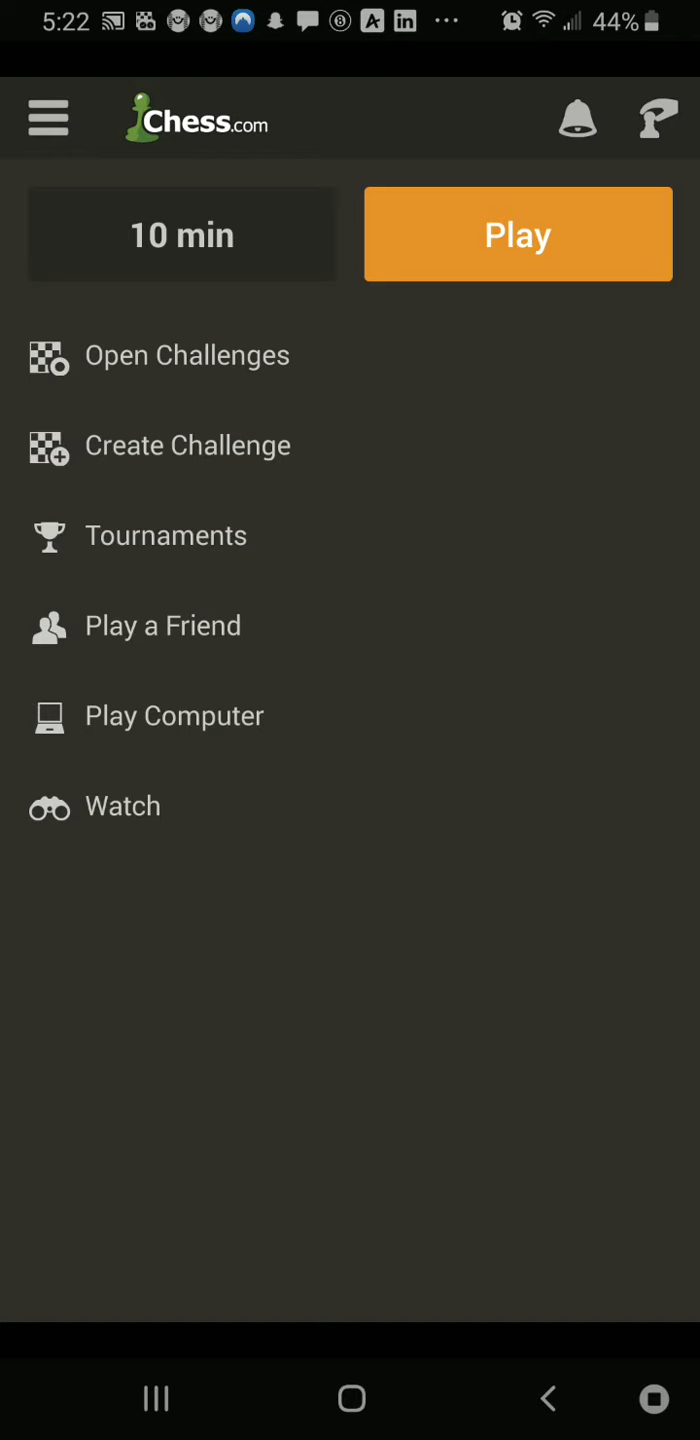 5:22 44%
Chess.com
10 min Play
Open Challenges
Create Challenge
Tournaments
Play a Friend
Play Computer
Watch